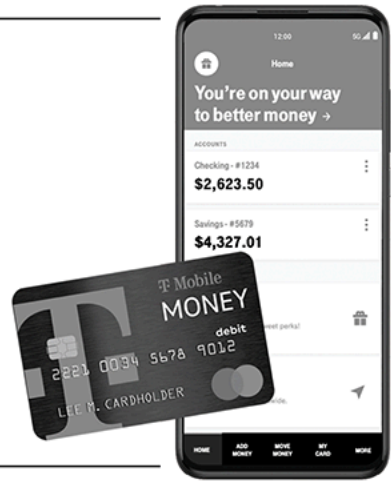 12:00
5G
Home
You're on your way
to better money →
ACCOUNTS
Checking - #1234
$2,623.50
Savings - #5679
$4,327.01
T Mobile
MONEY
debit
2221 0034 5678 9012
LEE M. CARDHOLDER
weet perks!
wide.
HOME
ADD
MONEY
MOVE
MONEY
MY
CARD
MORE